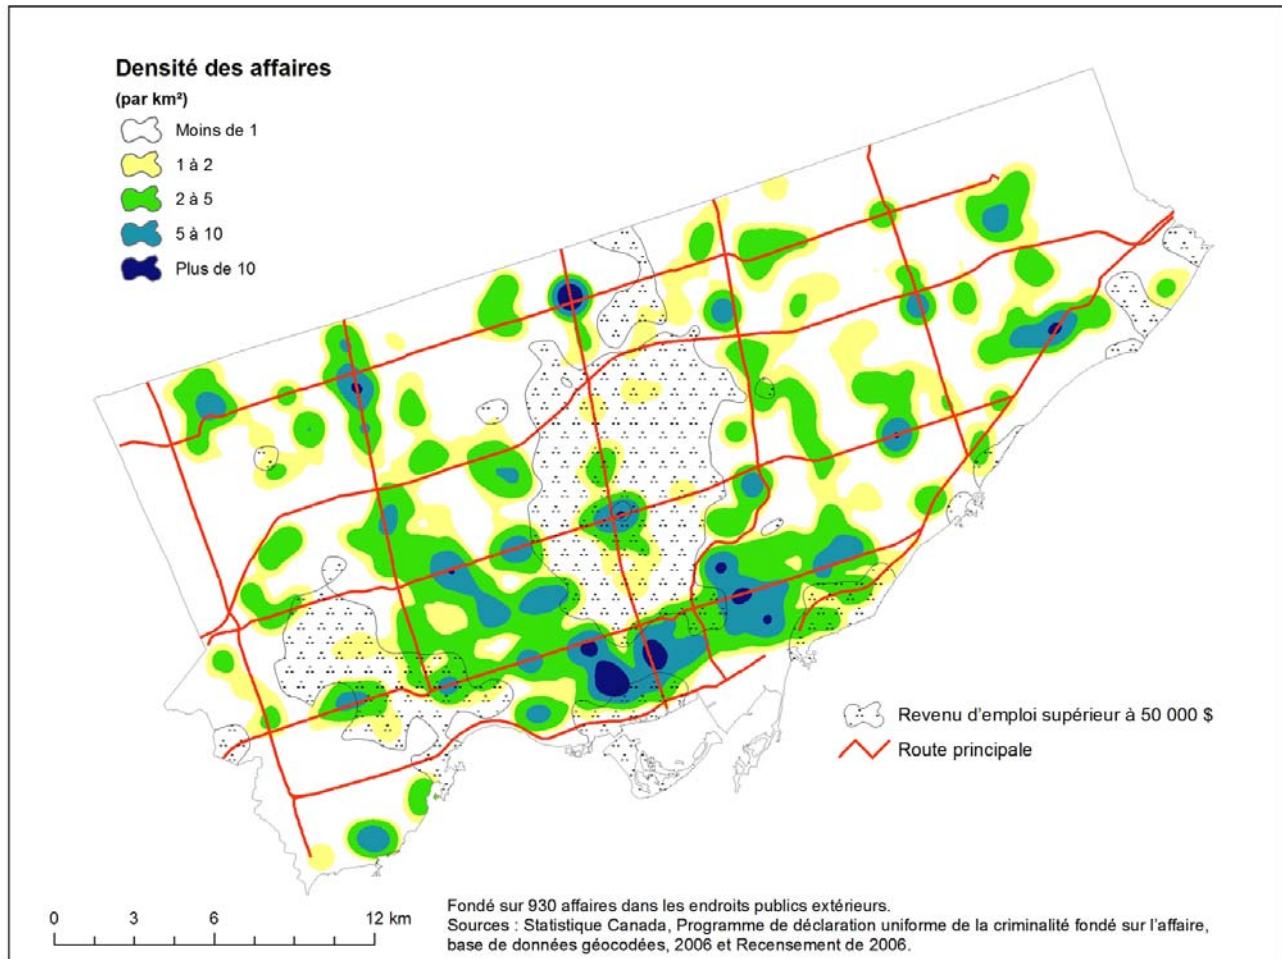 Densité des affaires
(par km²)
Moins de 1
1 à 2
2 à 5
5 à 10
Plus de 10
Revenu d'emploi supérieur à 50 000 $
Route principale
0 3 6 12 km
Fondé sur 930 affaires dans les endroits publics extérieurs.
Sources : Statistique Canada, Programme de déclaration uniforme de la criminalité fondé sur l'affaire,
base de données géocodées, 2006 et Recensement de 2006.